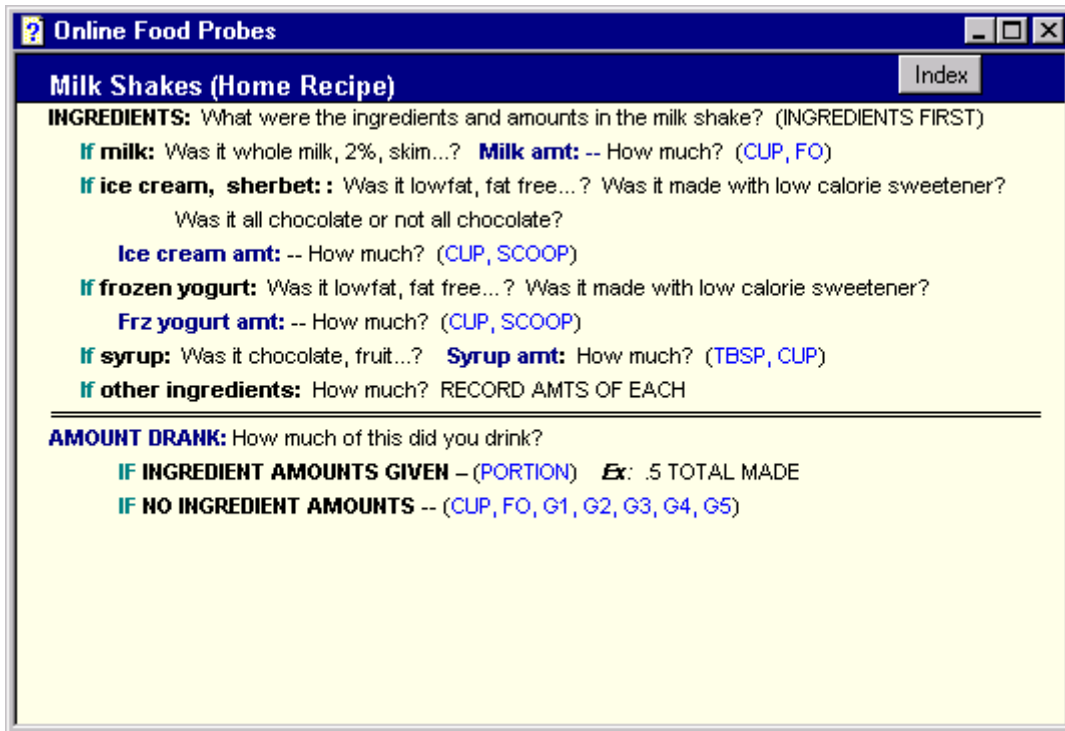 Online Food Probes
Index
Milk Shakes (Home Recipe)
INGREDIENTS: What were the ingredients and amounts in the milk shake? (INGREDIENTS FIRST)
If milk: Was it whole milk, 2%, skim...? Milk amt: -- How much? (CUP, FO)
If ice cream, sherbet: : Was it lowfat, fat free...? Was it made with low calorie sweetener?
Was it all chocolate or not all chocolate?
Ice cream amt: -- How much? (CUP, SCOOP)
If frozen yogurt: Was it lowfat, fat free...? Was it made with low calorie sweetener?
Frz yogurt amt: -- How much? (CUP, SCOOP)
If syrup: Was it chocolate, fruit...? Syrup amt: How much? (TBSP, CUP)
If other ingredients: How much? RECORD AMTS OF EACH
AMOUNT DRANK: How much of this did you drink?
IF INGREDIENT AMOUNTS GIVEN – (PORTION) Ex: .5 TOTAL MADE
IF NO INGREDIENT AMOUNTS -- (CUP, FO, G1, G2, G3, G4, G5)